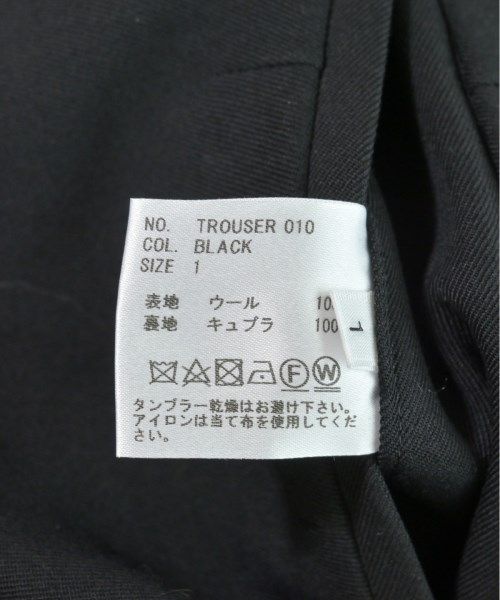 NO. TROUSER 010
COL. BLACK
SIZE 1
表地 ウール
裏地 キュプラ 100
1
F W
タンブラー乾燥はお避け下さい。
アイロンは当て布を使用してくだ
さい。